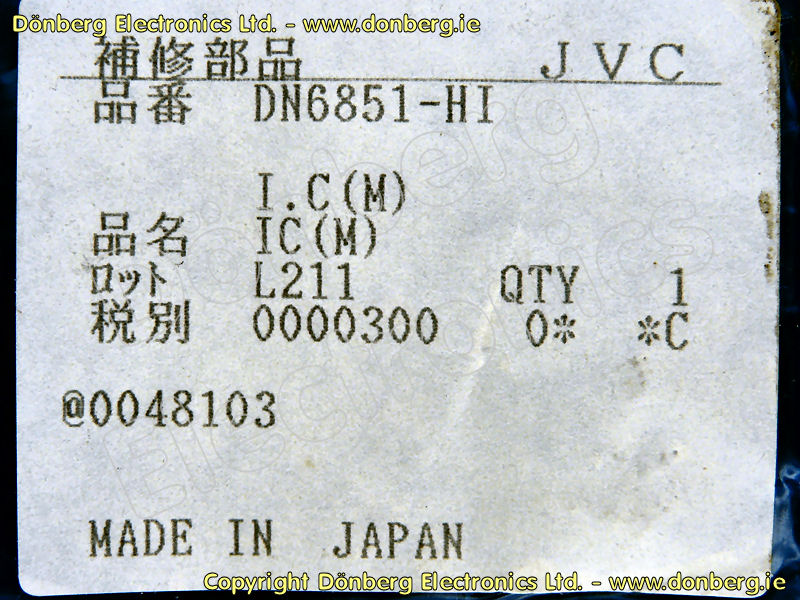 Dönberg Electronics Ltd. - www.donberg.ie
補修部品 JVC
品番 DN6851-HI
I.C(M)
品名 IC(M)
ロット L211 QTY 1
税別 0000300 0* *C
@0048103
MADE IN JAPAN
Dönberg Electronics
Copyright Dönberg Electronics Ltd. - www.donberg.ie